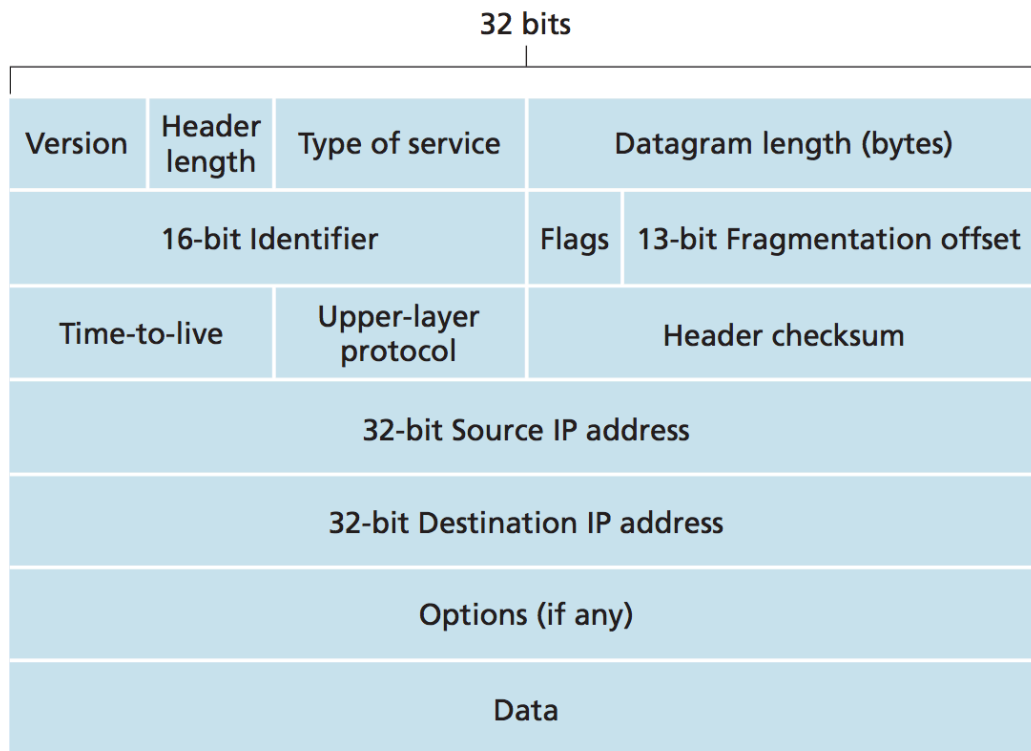 32 bits
Version
Header
length
Type of service
Datagram length (bytes)
16-bit Identifier
Flags
13-bit Fragmentation offset
Time-to-live
Upper-layer
protocol
Header checksum
32-bit Source IP address
32-bit Destination IP address
Options (if any)
Data